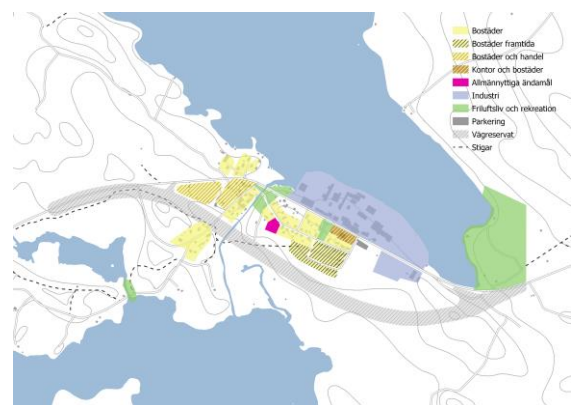 Bostäder
Bostäder framtida
Bostäder och handel
Kontor och bostäder
Allmännyttiga ändamål
Industri
Friluftsliv och rekreation
Parkering
Vägreservat
Stigar